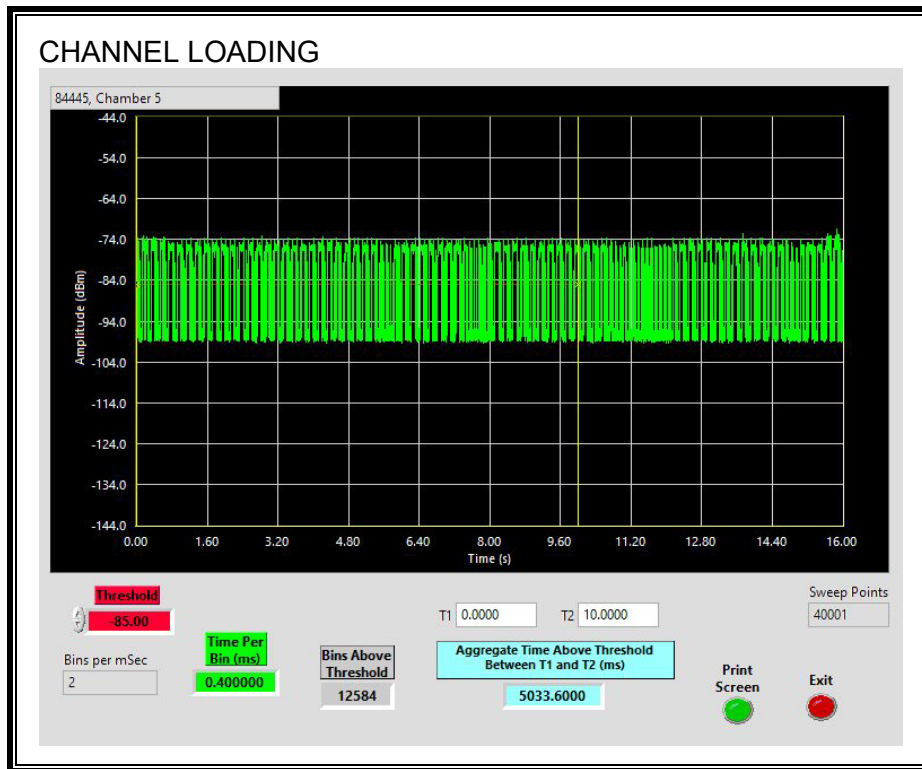 CHANNEL LOADING
84445, Chamber 5
-44.0
-54.0
-64.0
-74.0
-84.0
-94.0
-104.0
-114.0
-124.0
-134.0
-144.0
Amplitude (dBm)
0.00 1.60 3.20 4.80 6.40 8.00 9.60 11.20 12.80 14.40 16.00
Time (s)
Threshold
-85.00
Bins per mSec
2
Time Per
Bin (ms)
0.400000
Bins Above
Threshold
12584
T1 0.0000 T2 10.0000
Aggregate Time Above Threshold
Between T1 and T2 (ms)
5033.6000
Sweep Points
40001
Print
Screen
Exit